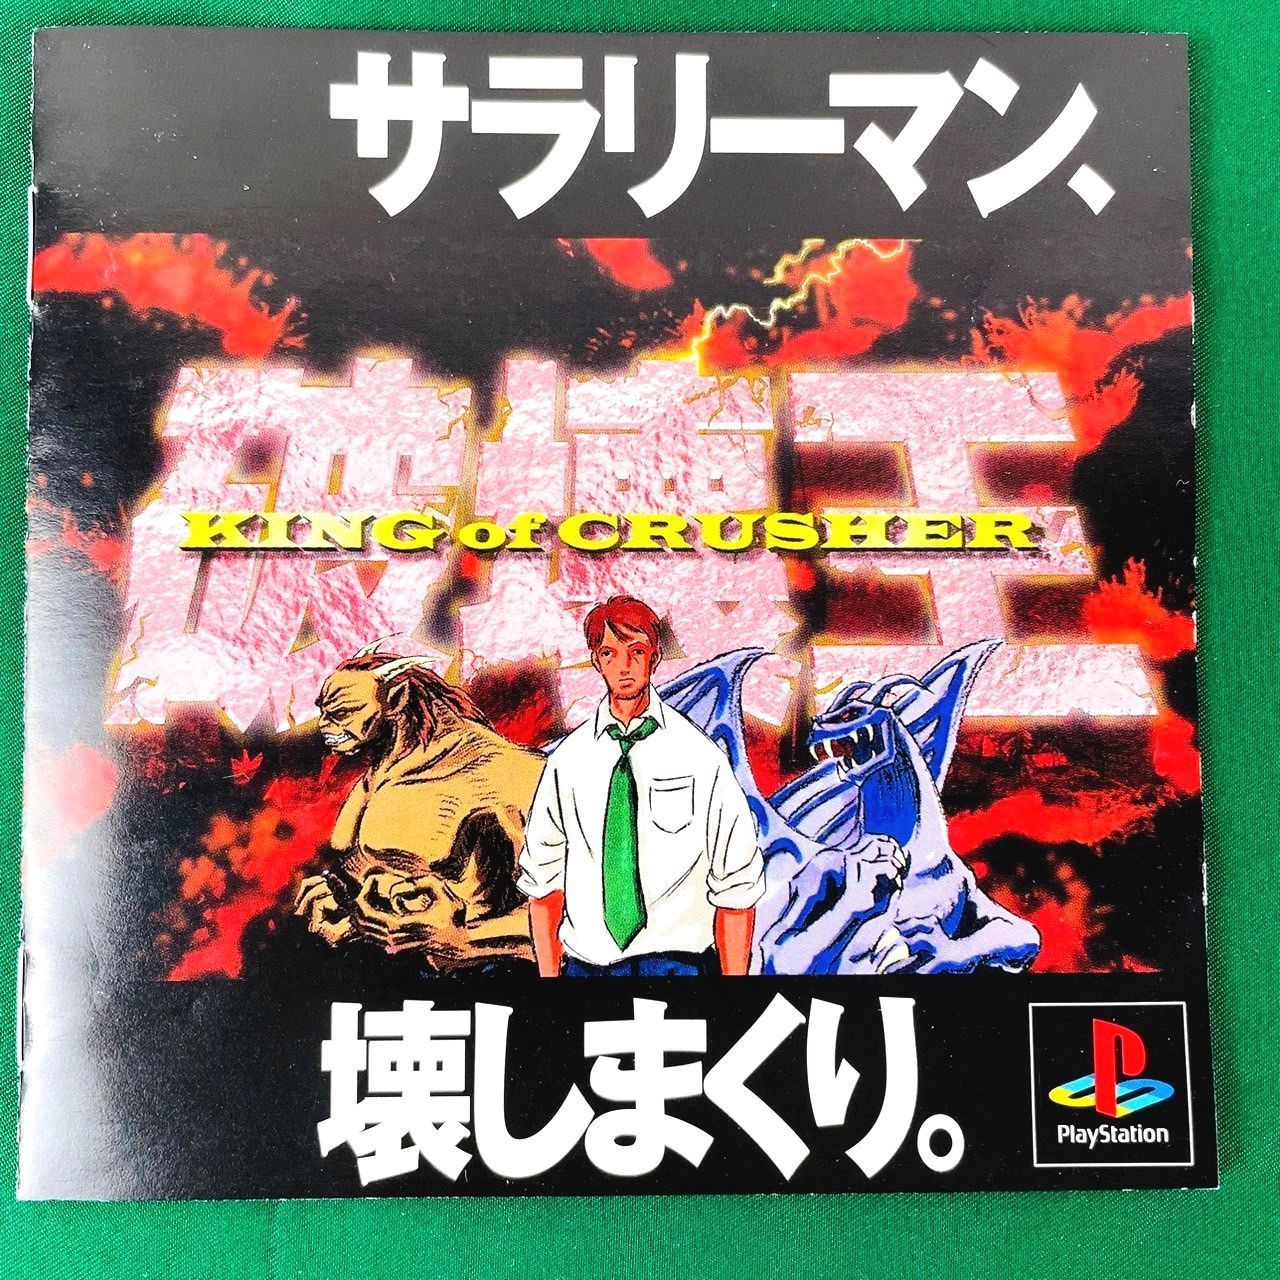 サラリーマン、
破壊王
KING of CRUSHER
壊しまくり。
PlayStation